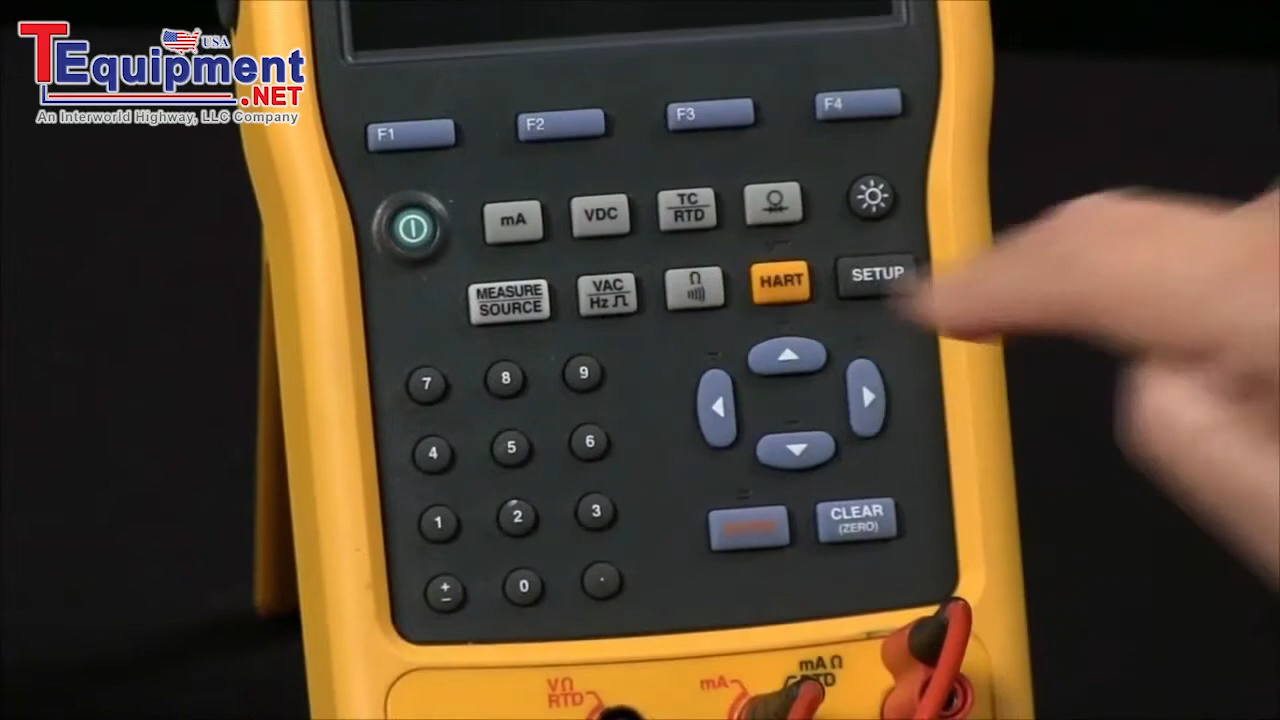 TEquipment USA
.NET
An Interworld Highway, LLC Company
F1
F2
F3
F4
mA
VDC
TC
RTD
MEASURE
SOURCE
VAC
Hz
Ω
HART
SETUP
7
8
9
4
5
6
1
2
3
+
−
0
.
CLEAR
(ZERO)
VΩ
RTD
mA
mA Ω
RTD